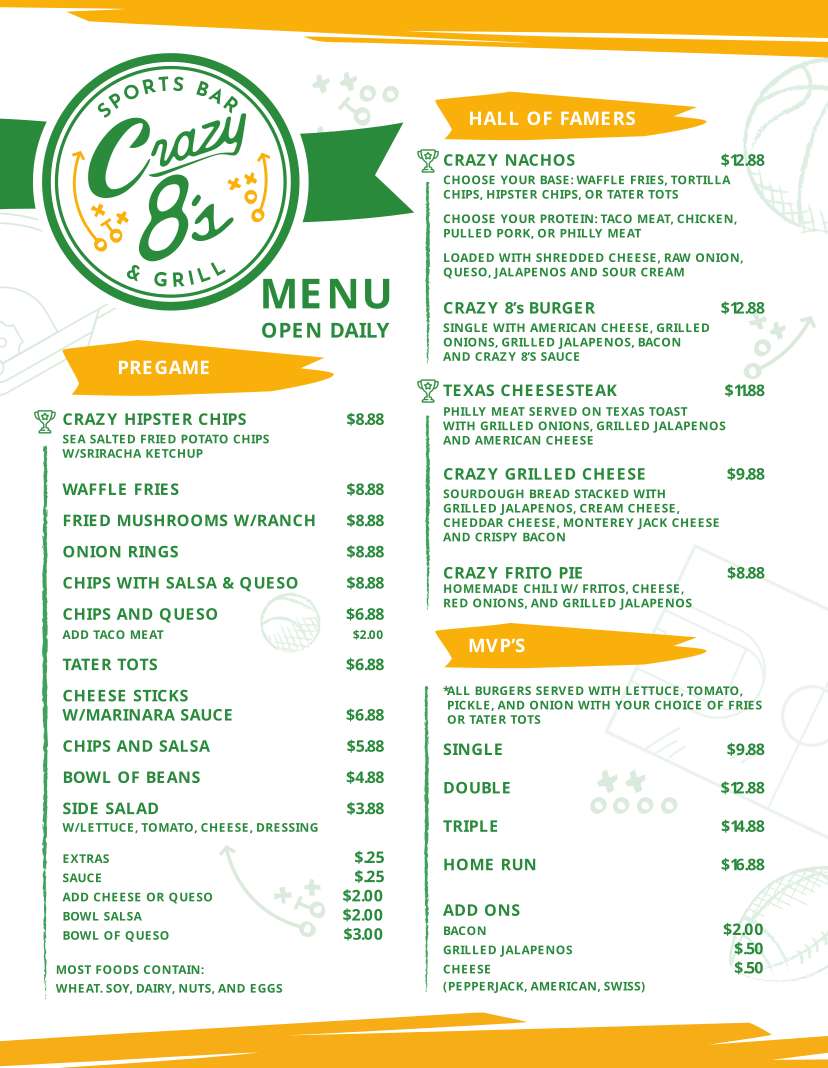 SPORTS BAR
Crazy
8's
& GRILL
MENU
OPEN DAILY
PREGAME
CRAZY HIPSTER CHIPS $8.88
SEA SALTED FRIED POTATO CHIPS
W/SRIRACHA KETCHUP
WAFFLE FRIES $8.88
FRIED MUSHROOMS W/RANCH $8.88
ONION RINGS $8.88
CHIPS WITH SALSA & QUESO $8.88
CHIPS AND QUESO $6.88
ADD TACO MEAT $2.00
TATER TOTS $6.88
CHEESE STICKS
W/MARINARA SAUCE $6.88
CHIPS AND SALSA $5.88
BOWL OF BEANS $4.88
SIDE SALAD $3.88
W/LETTUCE, TOMATO, CHEESE, DRESSING
EXTRAS $.25
SAUCE $.25
ADD CHEESE OR QUESO $2.00
BOWL SALSA $2.00
BOWL OF QUESO $3.00
MOST FOODS CONTAIN:
WHEAT. SOY, DAIRY, NUTS, AND EGGS
HALL OF FAMERS
CRAZY NACHOS $12.88
CHOOSE YOUR BASE: WAFFLE FRIES, TORTILLA
CHIPS, HIPSTER CHIPS, OR TATER TOTS
CHOOSE YOUR PROTEIN: TACO MEAT, CHICKEN,
PULLED PORK, OR PHILLY MEAT
LOADED WITH SHREDDED CHEESE, RAW ONION,
QUESO, JALAPENOS AND SOUR CREAM
CRAZY 8's BURGER $12.88
SINGLE WITH AMERICAN CHEESE, GRILLED
ONIONS, GRILLED JALAPENOS, BACON
AND CRAZY 8'S SAUCE
TEXAS CHEESESTEAK $11.88
PHILLY MEAT SERVED ON TEXAS TOAST
WITH GRILLED ONIONS, GRILLED JALAPENOS
AND AMERICAN CHEESE
CRAZY GRILLED CHEESE $9.88
SOURDOUGH BREAD STACKED WITH
GRILLED JALAPENOS, CREAM CHEESE,
CHEDDAR CHEESE, MONTEREY JACK CHEESE
AND CRISPY BACON
CRAZY FRITO PIE $8.88
HOMEMADE CHILI W/ FRITOS, CHEESE,
RED ONIONS, AND GRILLED JALAPENOS
MVP'S
*ALL BURGERS SERVED WITH LETTUCE, TOMATO,
PICKLE, AND ONION WITH YOUR CHOICE OF FRIES
OR TATER TOTS
SINGLE $9.88
DOUBLE $12.88
TRIPLE $14.88
HOME RUN $16.88
ADD ONS
BACON $2.00
GRILLED JALAPENOS $.50
CHEESE $.50
(PEPPERJACK, AMERICAN, SWISS)